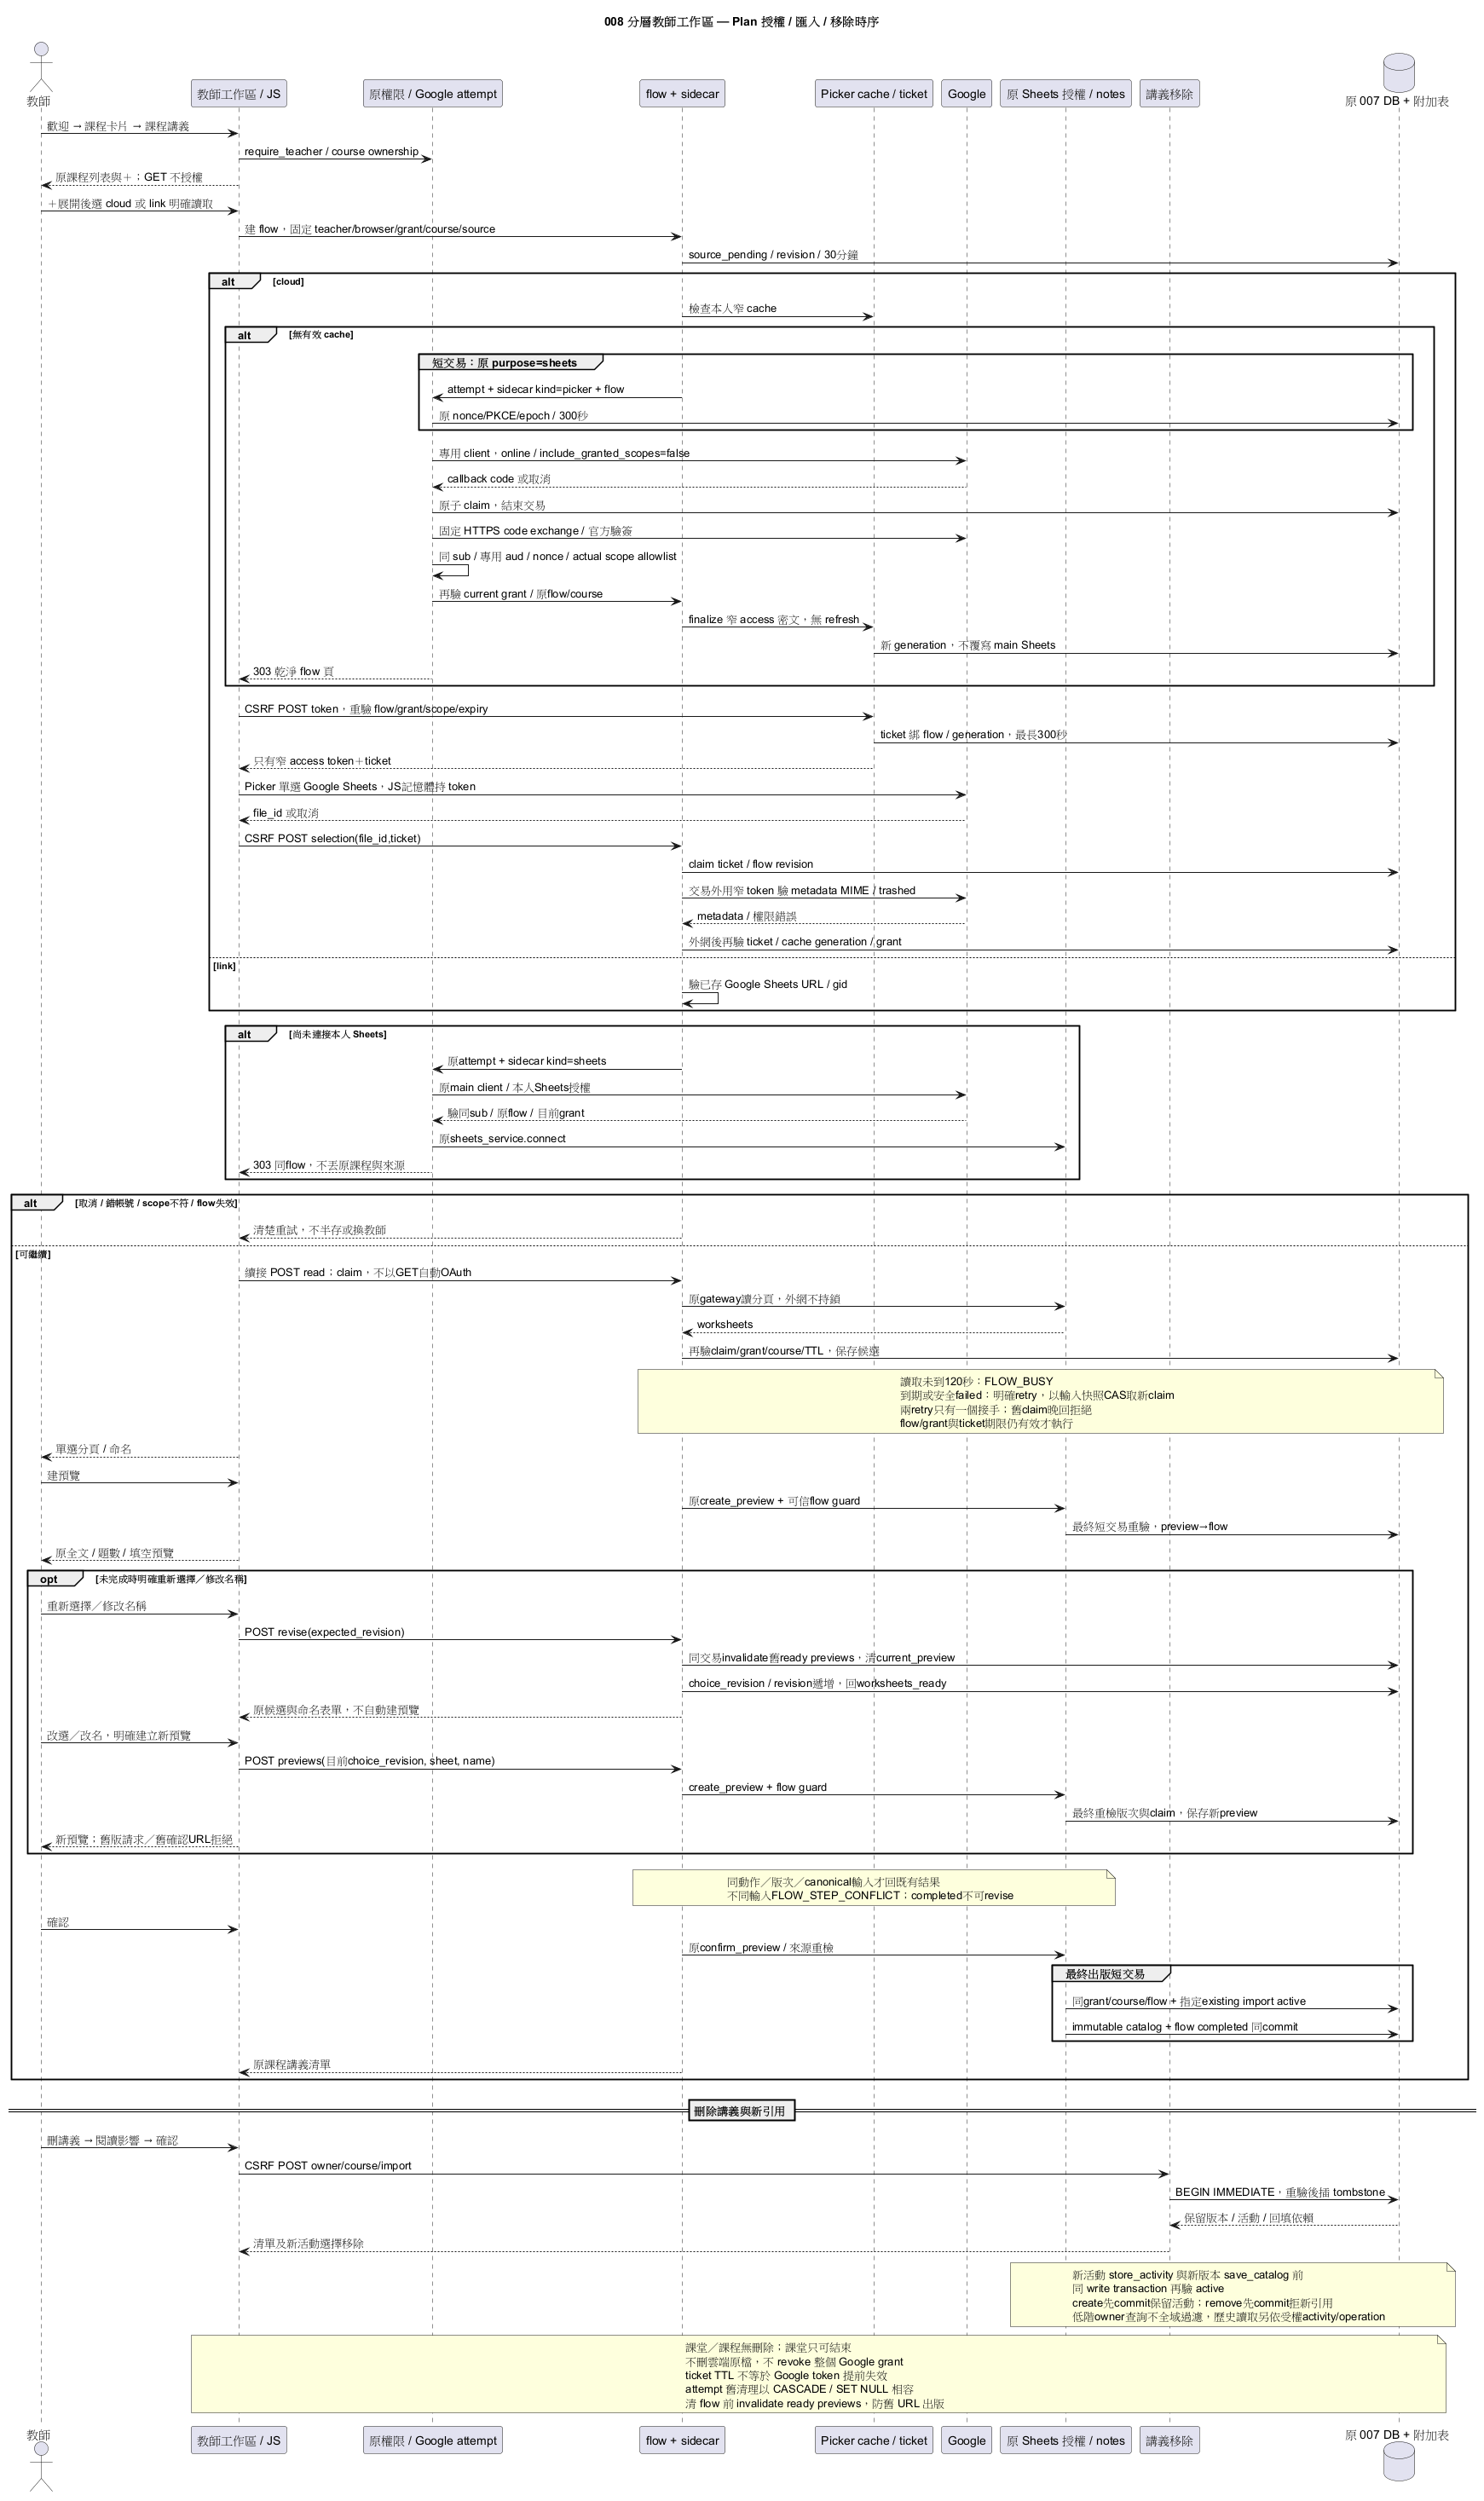 008 分層教師工作區 — Plan 授權 / 匯入 / 移除時序
教師
教師工作區 / JS
原權限 / Google attempt
flow + sidecar
Picker cache / ticket
Google
原 Sheets 授權 / notes
講義移除
原 007 DB + 附加表
歡迎 → 課程卡片 → 課程講義
require_teacher / course ownership
原課程列表與＋；GET 不授權
＋展開後選 cloud 或 link 明確讀取
建 flow，固定 teacher/browser/grant/course/source
source_pending / revision / 30分鐘
alt [cloud]
檢查本人窄 cache
alt [無有效 cache]
短交易：原 purpose=sheets
attempt + sidecar kind=picker + flow
原 nonce/PKCE/epoch / 300秒
專用 client，online / include_granted_scopes=false
callback code 或取消
原子 claim，結束交易
固定 HTTPS code exchange / 官方驗簽
同 sub / 專用 aud / nonce / actual scope allowlist
再驗 current grant / 原flow/course
finalize 窄 access 密文，無 refresh
新 generation，不覆寫 main Sheets
303 乾淨 flow 頁
CSRF POST token，重驗 flow/grant/scope/expiry
ticket 綁 flow / generation，最長300秒
只有窄 access token＋ticket
Picker 單選 Google Sheets，JS記憶體持 token
file_id 或取消
CSRF POST selection(file_id,ticket)
claim ticket / flow revision
交易外用窄 token 驗 metadata MIME / trashed
metadata / 權限錯誤
外網後再驗 ticket / cache generation / grant
[link]
驗已存 Google Sheets URL / gid
alt [尚未連接本人 Sheets]
原attempt + sidecar kind=sheets
原main client / 本人Sheets授權
驗同sub / 原flow / 目前grant
原sheets_service.connect
303 同flow，不丟原課程與來源
alt [取消 / 錯帳號 / scope不符 / flow失效]
清楚重試，不半存或換教師
[可繼續]
續接 POST read；claim，不以GET自動OAuth
原gateway讀分頁，外網不持鎖
worksheets
再驗claim/grant/course/TTL，保存候選
讀取未到120秒：FLOW_BUSY
到期或安全failed：明確retry，以輸入快照CAS取新claim
兩retry只有一個接手；舊claim晚回拒絕
flow/grant與ticket期限仍有效才執行
單選分頁 / 命名
建預覽
原create_preview + 可信flow guard
最終短交易重驗，preview→flow
原全文 / 題數 / 填空預覽
opt [未完成時明確重新選擇／修改名稱]
重新選擇／修改名稱
POST revise(expected_revision)
同交易invalidate舊ready previews，清current_preview
choice_revision / revision遞增，回worksheets_ready
原候選與命名表單，不自動建預覽
改選／改名，明確建立新預覽
POST previews(目前choice_revision, sheet, name)
create_preview + flow guard
最終重檢版次與claim，保存新preview
新預覽；舊版請求／舊確認URL拒絕
同動作／版次／canonical輸入才回既有結果
不同輸入FLOW_STEP_CONFLICT；completed不可revise
確認
原confirm_preview / 來源重檢
最終出版短交易
同grant/course/flow + 指定existing import active
immutable catalog + flow completed 同commit
原課程講義清單
刪除講義與新引用
刪講義 → 閱讀影響 → 確認
CSRF POST owner/course/import
BEGIN IMMEDIATE，重驗後插 tombstone
保留版本 / 活動 / 回填依賴
清單及新活動選擇移除
新活動 store_activity 與新版本 save_catalog 前
同 write transaction 再驗 active
create先commit保留活動；remove先commit拒新引用
低階owner查詢不全域過濾，歷史讀取另依受權activity/operation
課堂／課程無刪除；課堂只可結束
不刪雲端原檔，不 revoke 整個 Google grant
ticket TTL 不等於 Google token 提前失效
attempt 舊清理以 CASCADE / SET NULL 相容
清 flow 前 invalidate ready previews，防舊 URL 出版
教師
教師工作區 / JS
原權限 / Google attempt
flow + sidecar
Picker cache / ticket
Google
原 Sheets 授權 / notes
講義移除
原 007 DB + 附加表